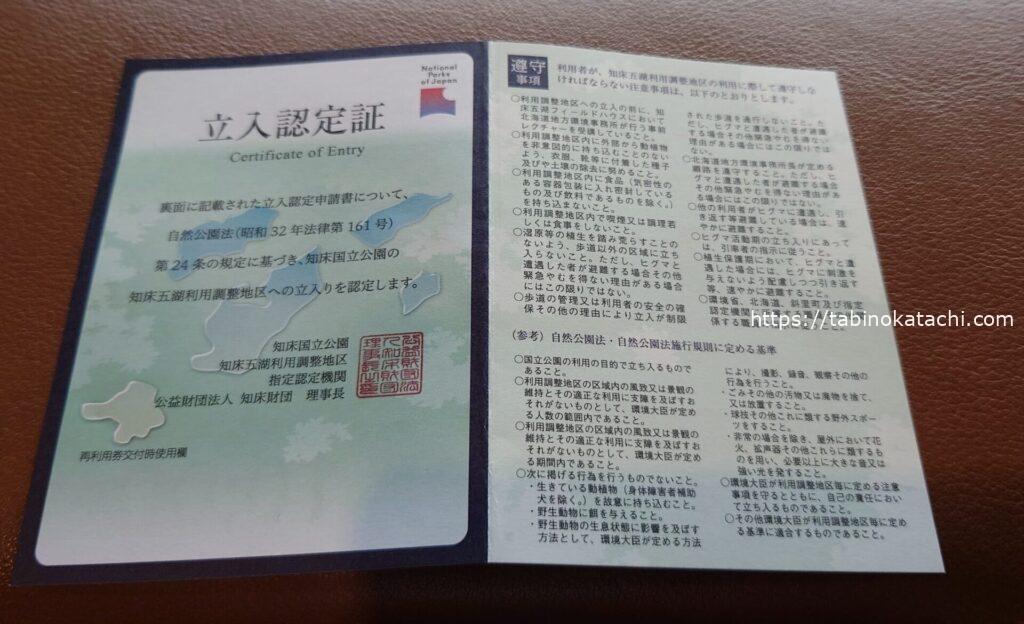 National
Parks
of Japan
立入認定証
Certificate of Entry
裏面に記載された立入認定申請書について、
自然公園法(昭和32年法律第161号)
第24条の規定に基づき、知床国立公園の
知床五湖利用調整地区への立入りを認定します。
知床国立公園
知床五湖利用調整地区
指定認定機関
公益財団法人 知床財団 理事長
再利用券交付時使用欄
遵守
事項
利用者が、知床五湖利用調整地区の利用に際して遵守しな
ければならない注意事項は、以下のとおりとします。
○利用調整地区への立入の前に、知
床五湖フィールドハウスにおいて
北海道地方環境事務所が行う事前
レクチャーを受講していること。
○利用調整地区内に外部から動植物
を非意図的に持ち込むことのない
よう、衣服、靴等に付着した種子
及びや土壌の除去に努めること。
○利用調整地区内に食品(気密性の
ある容器包装に入れ密封している
もの及び飲料であるものを除く。)
を持ち込まないこと。
○利用調整地区内で喫煙又は調理若
しくは食事をしないこと。
○湿原等の植生を踏み荒らすことの
ないよう、歩道以外の区域に立ち
入らないこと。ただし、ヒグマと
遭遇した者が避難する場合その他
緊急やむを得ない理由がある場合
にはこの限りではない。
○歩道の管理又は利用者の安全の確
保その他の理由により立入が制限
された歩道を通行しないこと。た
だし、ヒグマと遭遇した者が避難
する場合その他緊急やむを得ない
理由がある場合にはこの限りでは
ない。
○北海道地方環境事務所長が定める
順路を遵守すること。ただし、ヒ
グマと遭遇した者が避難する場合
その他緊急やむを得ない理由があ
る場合にはこの限りではない。
○他の利用者がヒグマに遭遇し、引
き返す等避難している場合は、速
やかに避難すること。
○ヒグマ活動期の立ち入りにあって
は、引率者の指示に従うこと。
○植生保護期において、ヒグマと遭
遇した場合には、ヒグマに刺激を
与えないよう配慮しつつ引き返す
等、速やかに避難すること。
○環境省、北海道、斜里町及び指定
認定機関
係する職
https://tabinokatachi.com
(参考)自然公園法・自然公園法施行規則に定める基準
○国立公園の利用の目的で立ち入るもので
あること。
○利用調整地区の区域内の風致又は景観の
維持とその適正な利用に支障を及ぼすお
それがないものとして、環境大臣が定め
る人数の範囲内であること。
○利用調整地区の区域内の風致又は景観の
維持とその適正な利用に支障を及ぼすお
それがないものとして、環境大臣が定め
る期間内であること。
○次に掲げる行為を行うものでないこと。
・生きている動植物(身体障害者補助
犬を除く。)を故意に持ち込むこと。
・野生動物に餌を与えること。
・野生動物の生息状態に影響を及ぼす
方法として、環境大臣が定める方法
により、撮影、録音、観察その他の
行為を行うこと。
・ごみその他の汚物又は廃物を捨て、
又は放置すること。
・球技その他これに類する野外スポー
ツをすること。
・非常の場合を除き、屋外において花
火、拡声器その他これらに類するも
のを用い、必要以上に大きな音又は
強い光を発すること。
○環境大臣が利用調整地区毎に定める注意
事項を守るとともに、自己の責任におい
て立ち入るものであること。
○その他環境大臣が利用調整地区毎に定め
る基準に適合するものであること。